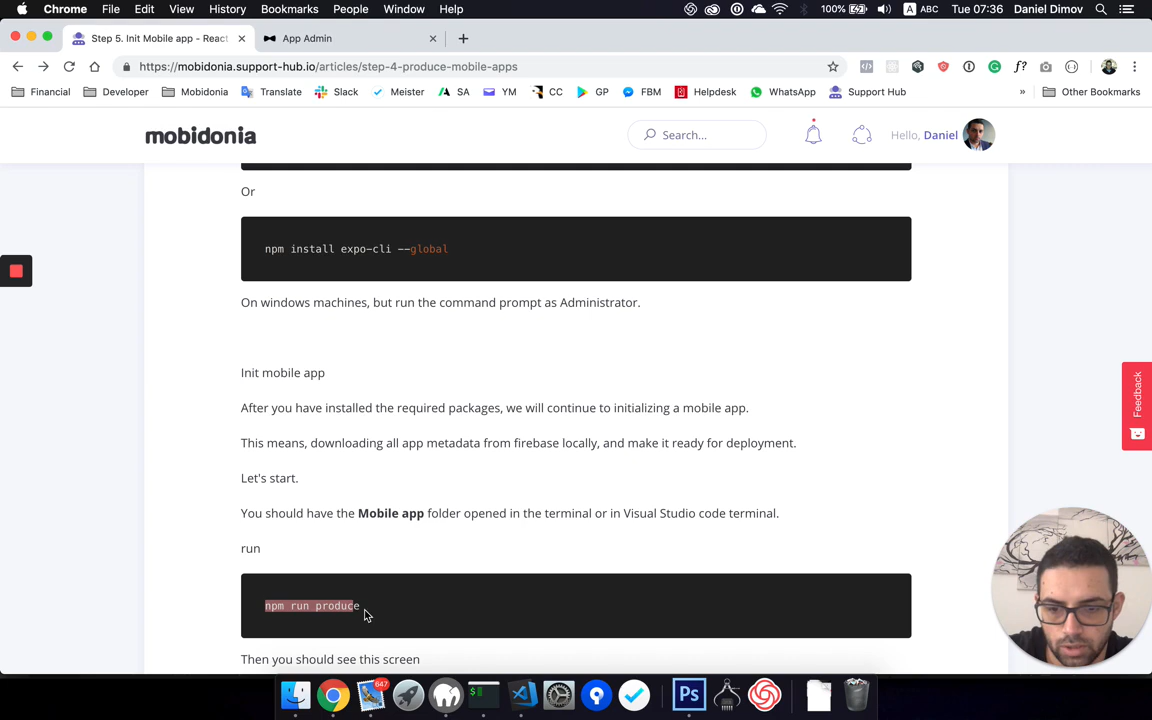 Chrome File Edit View History Bookmarks People Window Help 100% A ABC Tue 07:36 Daniel Dimov
Step 5. Init Mobile app - React
App Admin
https://mobidonia.support-hub.io/articles/step-4-produce-mobile-apps
Financial Developer Mobidonia Translate Slack Meister SA YM CC GP FBM Helpdesk WhatsApp Support Hub » Other Bookmarks
mobidonia
Search...
Hello, Daniel
Or
npm install expo-cli --global
On windows machines, but run the command prompt as Administrator.
Init mobile app
After you have installed the required packages, we will continue to initializing a mobile app.
This means, downloading all app metadata from firebase locally, and make it ready for deployment.
Let's start.
You should have the Mobile app folder opened in the terminal or in Visual Studio code terminal.
run
npm run produce
Then you should see this screen
Feedback
647
Ps